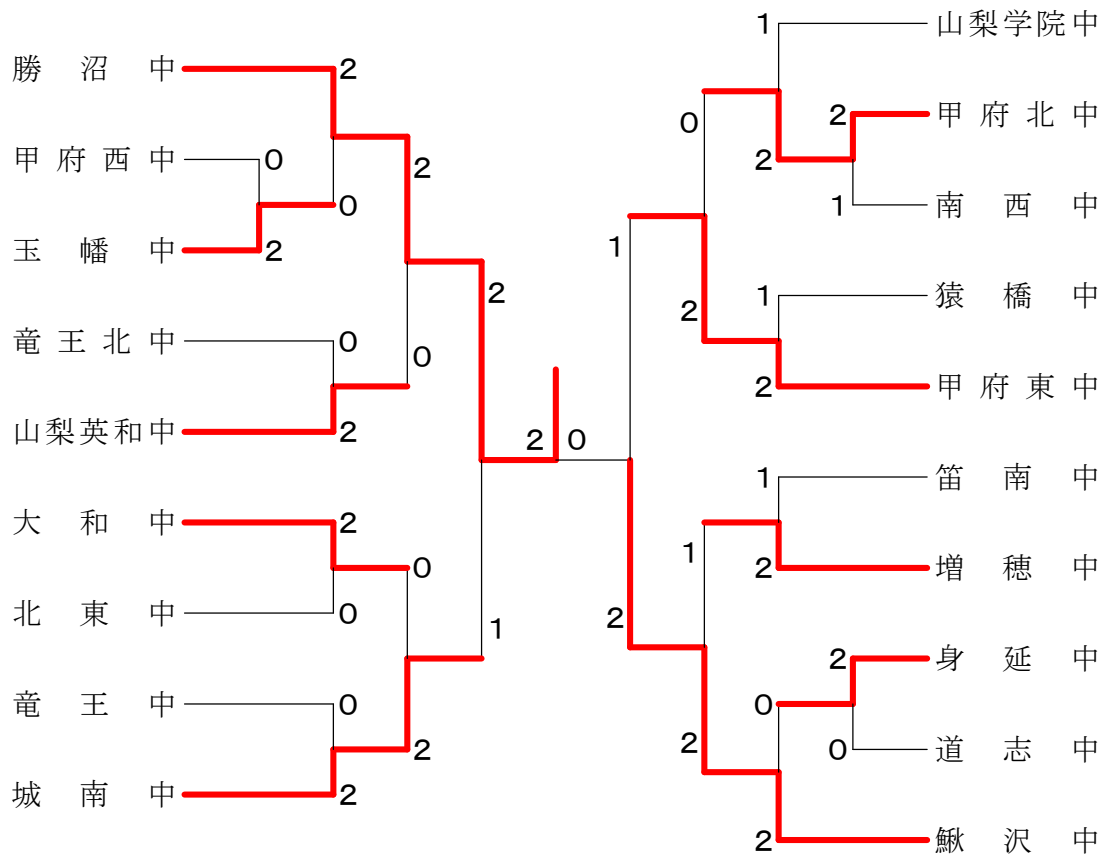 勝沼中
甲府西中
玉幡中
竜王北中
山梨英和中
大和中
北東中
竜王中
城南中
2
0
2
0
0
2
2
0
0
2
2
0
0
2
2
1
2 0
1
2
0
2
1
2
1
2
2
1
1
2
1
2
0
2
2
0
山梨学院中
甲府北中
南西中
猿橋中
甲府東中
笛南中
増穂中
身延中
道志中
鰍沢中